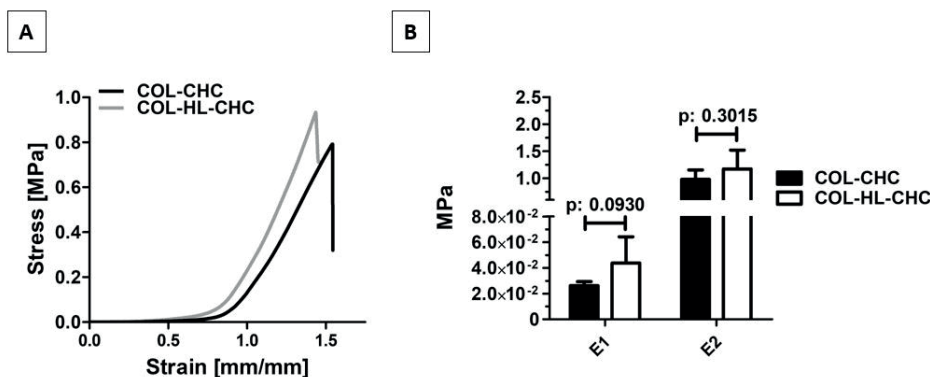 A
COL-CHC
COL-HL-CHC
1.0
0.8
0.6
0.4
0.2
0.0
Stress [MPa]
0.0 0.5 1.0 1.5
Strain [mm/mm]
B
2.5
2.0
1.5
1.0
8.0×10⁻²
6.0×10⁻²
4.0×10⁻²
2.0×10⁻²
MPa
p: 0.3015
p: 0.0930
E1 E2
COL-CHC
COL-HL-CHC